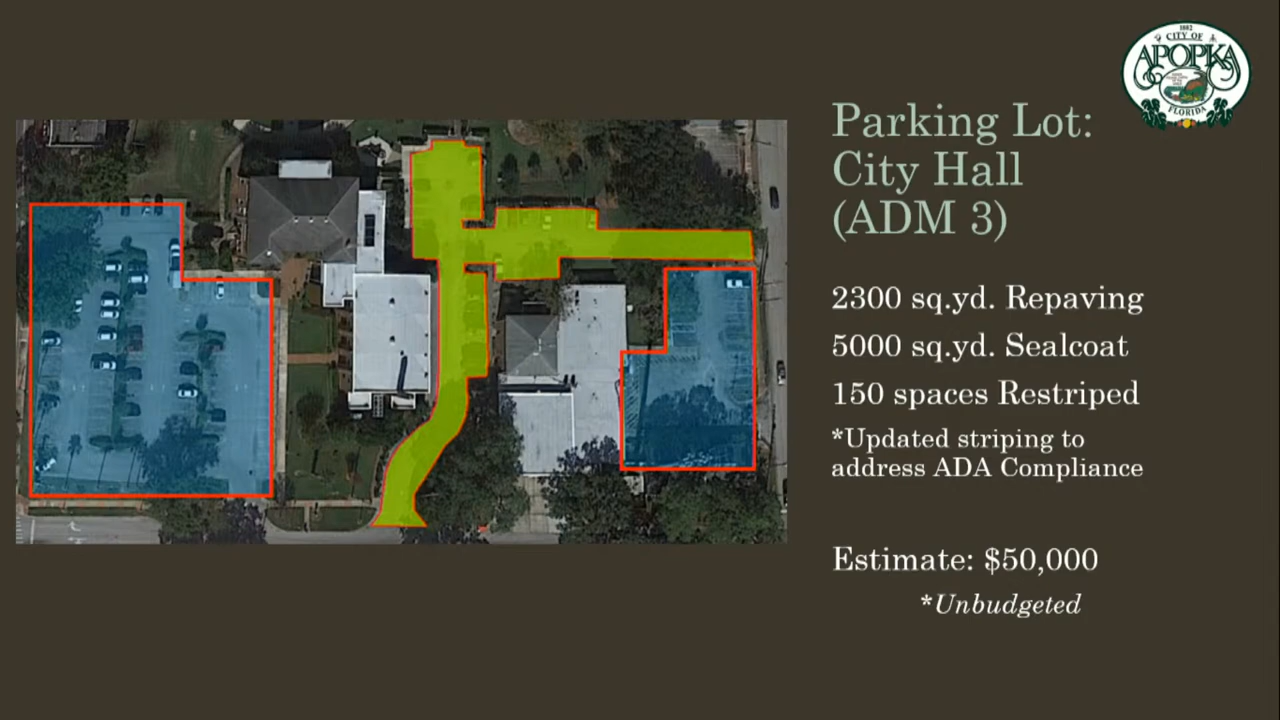 1882
CITY OF
APOPKA
FLORIDA
Parking Lot:
City Hall
(ADM 3)
2300 sq.yd. Repaving
5000 sq.yd. Sealcoat
150 spaces Restriped
*Updated striping to
address ADA Compliance
Estimate: $50,000
*Unbudgeted